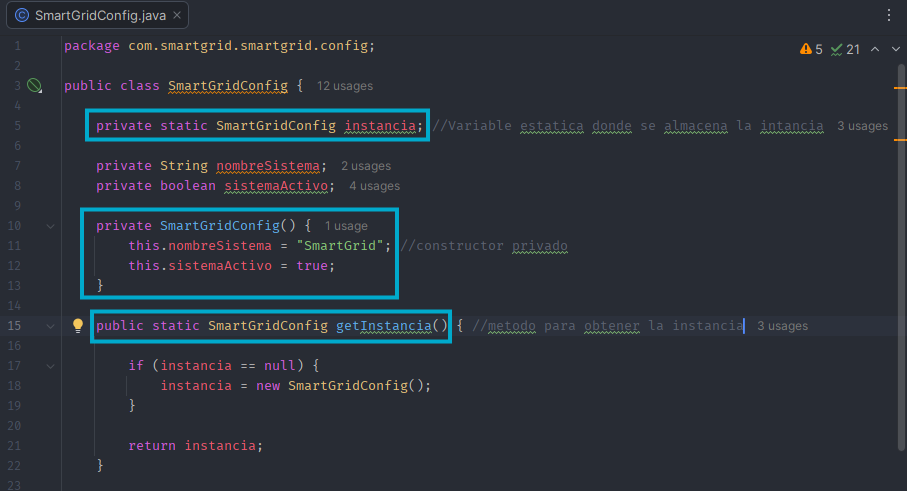 SmartGridConfig.java
5 21
1 package com.smartgrid.smartgrid.config;
2
3 public class SmartGridConfig { 12 usages
4
5 private static SmartGridConfig instancia; //Variable estatica donde se almacena la intancia 3 usages
6
7 private String nombreSistema; 2 usages
8 private boolean sistemaActivo; 4 usages
9
10 private SmartGridConfig() { 1 usage
11 this.nombreSistema = "SmartGrid"; //constructor privado
12 this.sistemaActivo = true;
13 }
14
15 public static SmartGridConfig getInstancia() { //metodo para obtener la instancia 3 usages
16
17 if (instancia == null) {
18 instancia = new SmartGridConfig();
19 }
20
21 return instancia;
22 }
23